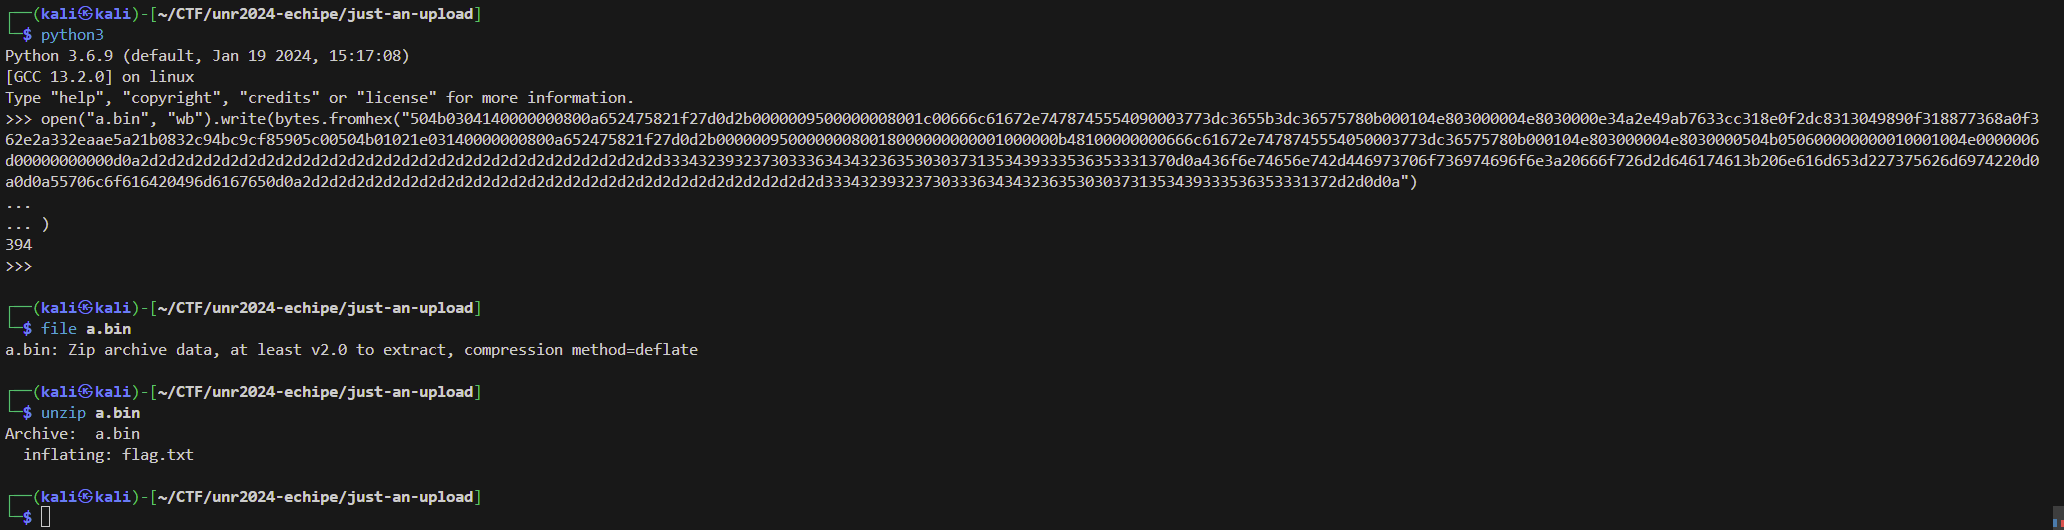 ┌──(kali㉿kali)-[~/CTF/unr2024-echipe/just-an-upload]
└─$ python3
Python 3.6.9 (default, Jan 19 2024, 15:17:08)
[GCC 13.2.0] on linux
Type "help", "copyright", "credits" or "license" for more information.
>>> open("a.bin", "wb").write(bytes.fromhex("504b0304140000000800a652475821f27d0d2b0000009500000008001c00666c61672e7478745554090003773dc3655b3dc36575780b000104e803000004e8030000e34a2e49ab7633cc318e0f2dc8313049890f318877368a0f3
62e2a332eaae5a21b0832c94bc9cf85905c00504b01021e03140000000800a652475821f27d0d2b00000095000000080018000000000001000000b48100000000666c61672e7478745554050003773dc36575780b000104e803000004e8030000504b050600000000010001004e0000006
d00000000000d0a2d2d2d2d2d2d2d2d2d2d2d2d2d2d2d2d2d2d2d2d2d2d2d2d2d2d2d2d2d333432393237303336343432363530303731353439333536353331370d0a436f6e74656e742d446973706f736974696f6e3a20666f726d2d646174613b206e616d653d227375626d6974220d0
a0d0a55706c6f616420496d6167650d0a2d2d2d2d2d2d2d2d2d2d2d2d2d2d2d2d2d2d2d2d2d2d2d2d2d2d2d2d2d333432393237303336343432363530303731353439333536353331372d2d0d0a")
...
... )
394
>>>
┌──(kali㉿kali)-[~/CTF/unr2024-echipe/just-an-upload]
└─$ file a.bin
a.bin: Zip archive data, at least v2.0 to extract, compression method=deflate
┌──(kali㉿kali)-[~/CTF/unr2024-echipe/just-an-upload]
└─$ unzip a.bin
Archive:  a.bin
  inflating: flag.txt
┌──(kali㉿kali)-[~/CTF/unr2024-echipe/just-an-upload]
└─$